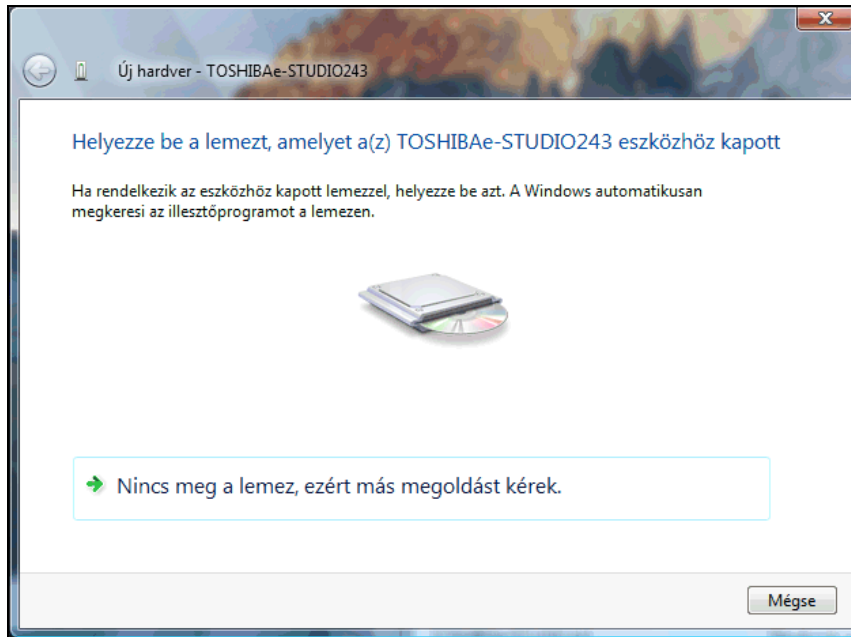 Új hardver - TOSHIBAe-STUDIO243
Helyezze be a lemezt, amelyet a(z) TOSHIBAe-STUDIO243 eszközhöz kapott
Ha rendelkezik az eszközhöz kapott lemezzel, helyezze be azt. A Windows automatikusan
megkeresi az illesztőprogramot a lemezen.
Nincs meg a lemez, ezért más megoldást kérek.
Mégse